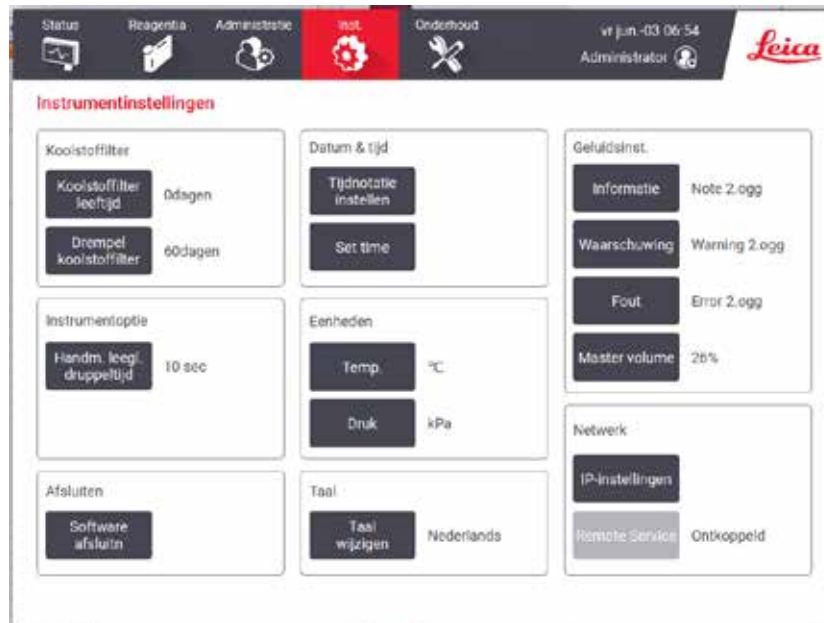 Status
Reagentia
Administratie
Inst.
Onderhoud
vr jun.-03 06:54
Administrator
Leica
Instrumentinstellingen
Koolstoffilter
Koolstoffilter
leeftijd
0dagen
Drempel
koolstoffilter
60dagen
Instrumentoptie
Handm. leegl.
druppeltijd
10 sec
Afsluiten
Software
afsluitn
Datum & tijd
Tijdnotatie
instellen
Set time
Eenheden
Temp.
°C
Druk
kPa
Taal
Taal
wijzigen
Nederlands
Geluidsinst.
Informatie
Note 2.ogg
Waarschuwing
Warning 2.ogg
Fout
Error 2.ogg
Master volume
26%
Netwerk
IP-instellingen
Remote Service
Ontkoppeld